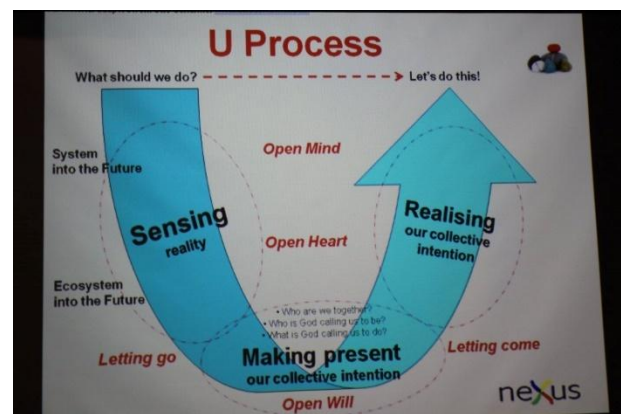 U Process
What should we do?
Let's do this!
System
into the Future
Open Mind
Sensing
reality
Realising
our collective
intention
Open Heart
Ecosystem
into the Future
• Who are we together?
• Who is God calling us to be?
• What is God calling us to do?
Letting go
Making present
our collective intention
Letting come
Open Will
nexus